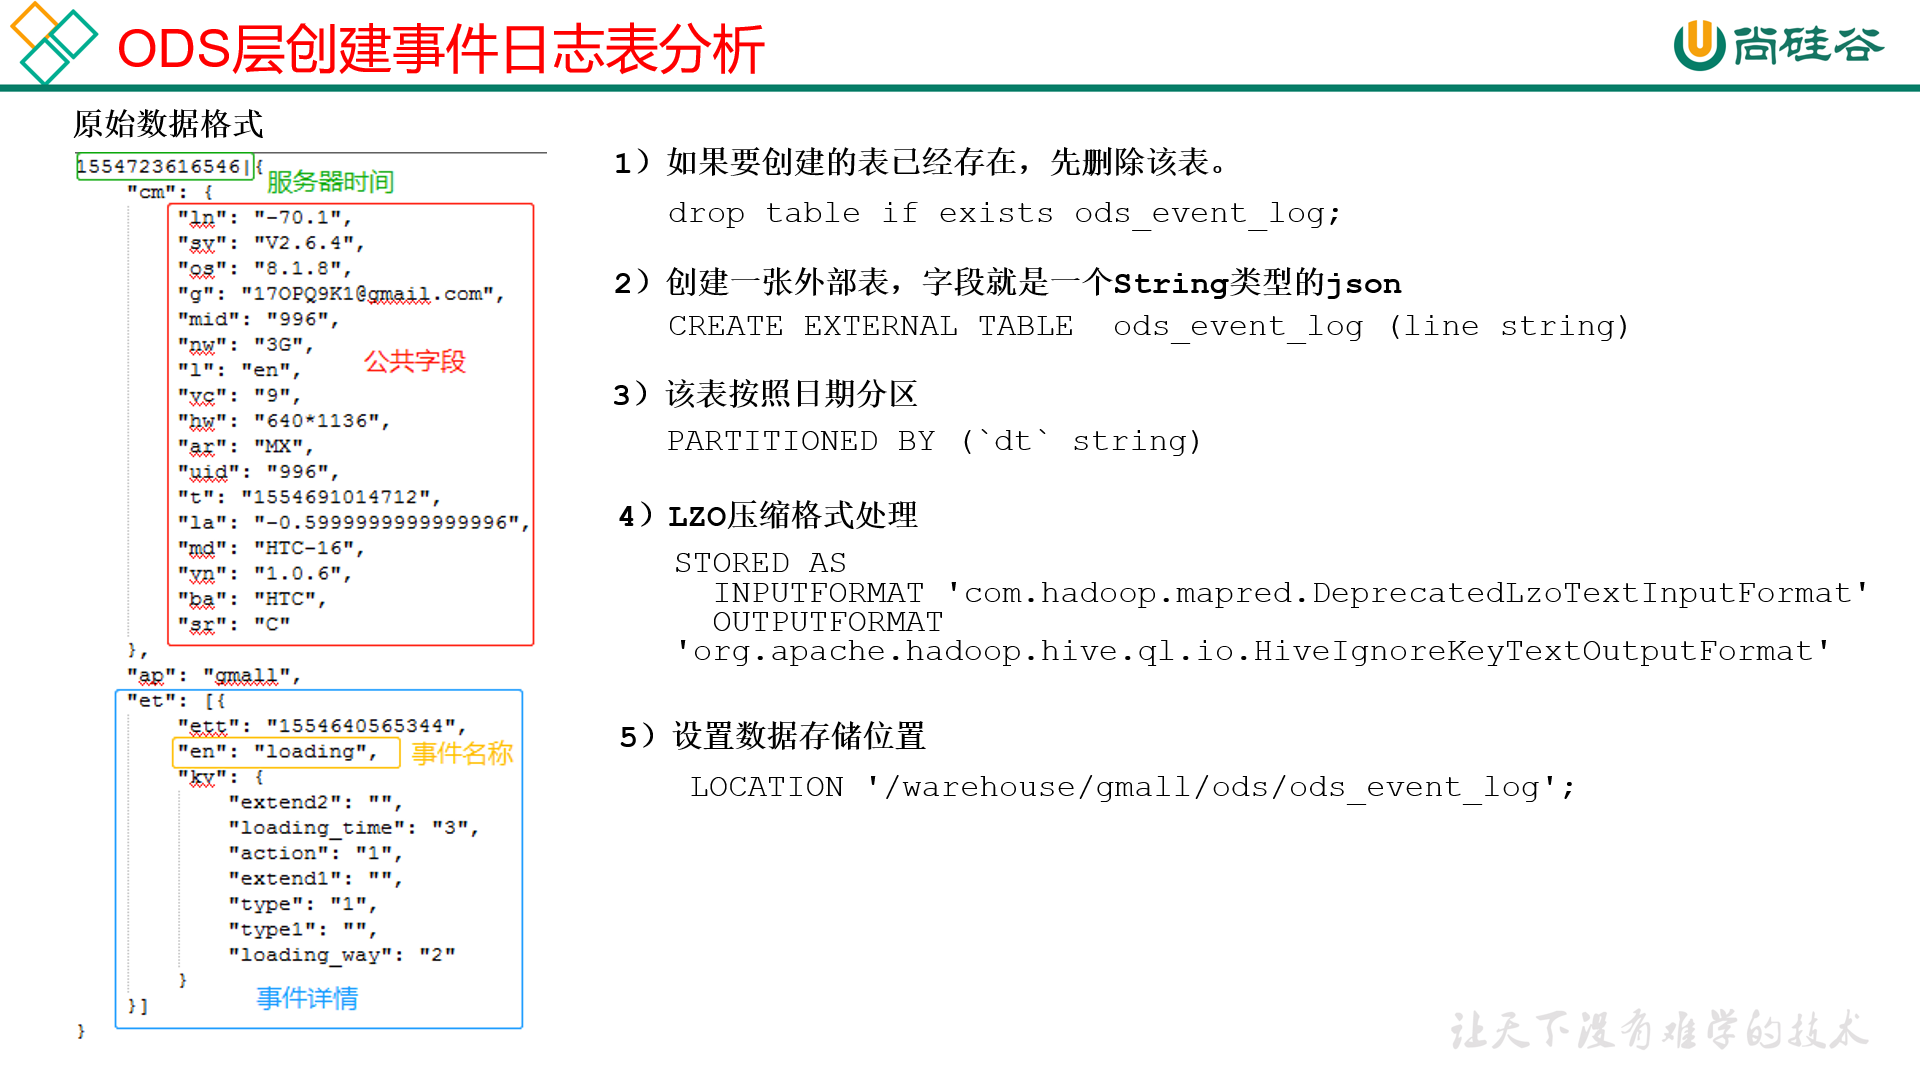 ODS层创建事件日志表分析
尚硅谷
原始数据格式
1554723616546|{
服务器时间
"cm": {
"ln": "-70.1",
"sv": "V2.6.4",
"os": "8.1.8",
"g": "17OPQ9K1@gmail.com",
"mid": "996",
"nw": "3G",
公共字段
"l": "en",
"vc": "9",
"hw": "640*1136",
"ar": "MX",
"uid": "996",
"t": "1554691014712",
"la": "-0.5999999999999996",
"md": "HTC-16",
"vn": "1.0.6",
"ba": "HTC",
"sr": "C"
},
"ap": "gmall",
"et": [{
"ett": "1554640565344",
"en": "loading",
事件名称
"kv": {
"extend2": "",
"loading_time": "3",
"action": "1",
"extend1": "",
"type": "1",
"type1": "",
"loading_way": "2"
}
事件详情
}]
}
1）如果要创建的表已经存在，先删除该表。
drop table if exists ods_event_log;
2）创建一张外部表，字段就是一个String类型的json
CREATE EXTERNAL TABLE  ods_event_log (line string)
3）该表按照日期分区
PARTITIONED BY (`dt` string)
4）LZO压缩格式处理
STORED AS
INPUTFORMAT 'com.hadoop.mapred.DeprecatedLzoTextInputFormat'
OUTPUTFORMAT
'org.apache.hadoop.hive.ql.io.HiveIgnoreKeyTextOutputFormat'
5）设置数据存储位置
LOCATION '/warehouse/gmall/ods/ods_event_log';
让天下没有难学的技术